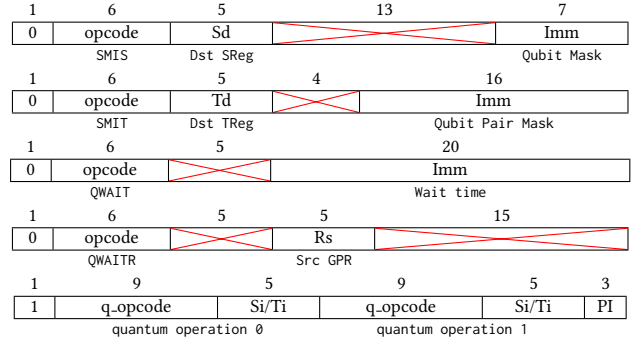 1 6 5 13 7
0 opcode Sd Imm
SMIS Dst SReg Qubit Mask
1 6 5 4 16
0 opcode Td Imm
SMIT Dst TReg Qubit Pair Mask
1 6 5 20
0 opcode Imm
QWAIT Wait time
1 6 5 5 15
0 opcode Rs
QWAITR Src GPR
1 9 5 9 5 3
1 q_opcode Si/Ti q_opcode Si/Ti PI
quantum operation 0 quantum operation 1